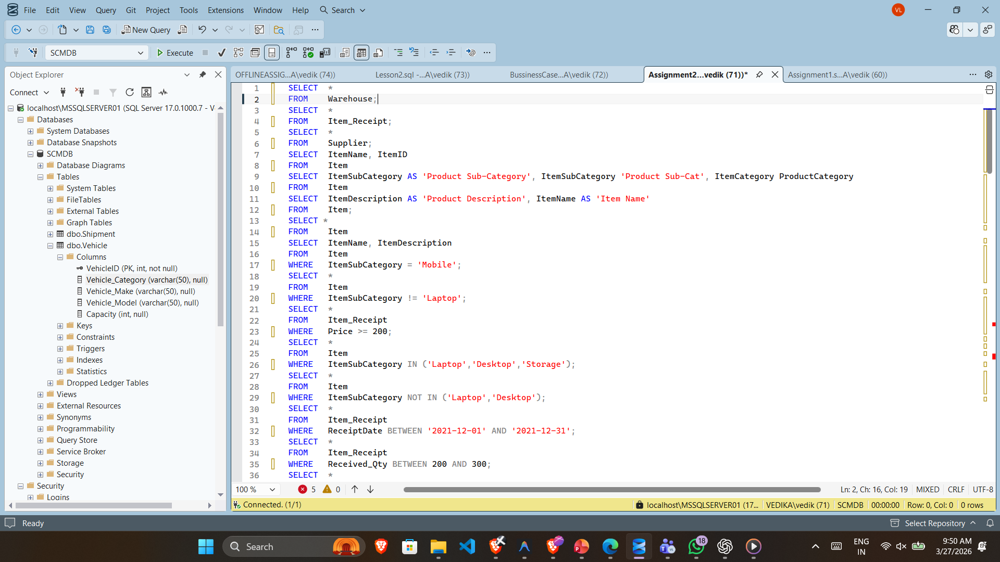 File Edit View Query Git Project Tools Extensions Window Help Search VL
New Query
SCMDB Execute
Object Explorer
Connect
localhost\MSSQLSERVER01 (SQL Server 17.0.1000.7 - V
Databases
System Databases
Database Snapshots
SCMDB
Database Diagrams
Tables
System Tables
FileTables
External Tables
Graph Tables
dbo.Shipment
dbo.Vehicle
Columns
VehicleID (PK, int, not null)
Vehicle_Category (varchar(50), null)
Vehicle_Make (varchar(50), null)
Vehicle_Model (varchar(50), null)
Capacity (int, null)
Keys
Constraints
Triggers
Indexes
Statistics
Dropped Ledger Tables
Views
External Resources
Synonyms
Programmability
Query Store
Service Broker
Storage
Security
Security
Logins
OFFLINEASSIG...A\vedik (74)) Lesson2.sql -...A\vedik (73)) BussinessCase...A\vedik (72)) Assignment2...vedik (71))* Assignment1.s...A\vedik (60))
1 SELECT *
2 FROM Warehouse;
3 SELECT *
4 FROM Item_Receipt;
5 SELECT *
6 FROM Supplier;
7 SELECT ItemName, ItemID
8 FROM Item
9 SELECT ItemSubCategory AS 'Product Sub-Category', ItemSubCategory 'Product Sub-Cat', ItemCategory ProductCategory
10 FROM Item
11 SELECT ItemDescription AS 'Product Description', ItemName AS 'Item Name'
12 FROM Item;
13 SELECT *
14 FROM Item
15 SELECT ItemName, ItemDescription
16 FROM Item
17 WHERE ItemSubCategory = 'Mobile';
18 SELECT *
19 FROM Item
20 WHERE ItemSubCategory != 'Laptop';
21 SELECT *
22 FROM Item_Receipt
23 WHERE Price >= 200;
24 SELECT *
25 FROM Item
26 WHERE ItemSubCategory IN ('Laptop','Desktop','Storage');
27 SELECT *
28 FROM Item
29 WHERE ItemSubCategory NOT IN ('Laptop','Desktop');
30 SELECT *
31 FROM Item_Receipt
32 WHERE ReceiptDate BETWEEN '2021-12-01' AND '2021-12-31';
33 SELECT *
34 FROM Item_Receipt
35 WHERE Received_Qty BETWEEN 200 AND 300;
36 SELECT *
100 % 5 0 Ln: 2, Ch: 16, Col: 19 MIXED CRLF UTF-8
Connected. (1/1) localhost\MSSQLSERVER01 (17... VEDIKA\vedik (71) SCMDB 00:00:00 Row: 0, Col: 0 0 rows
Ready Select Repository
Search 18 ENG IN 9:50 AM 3/27/2026